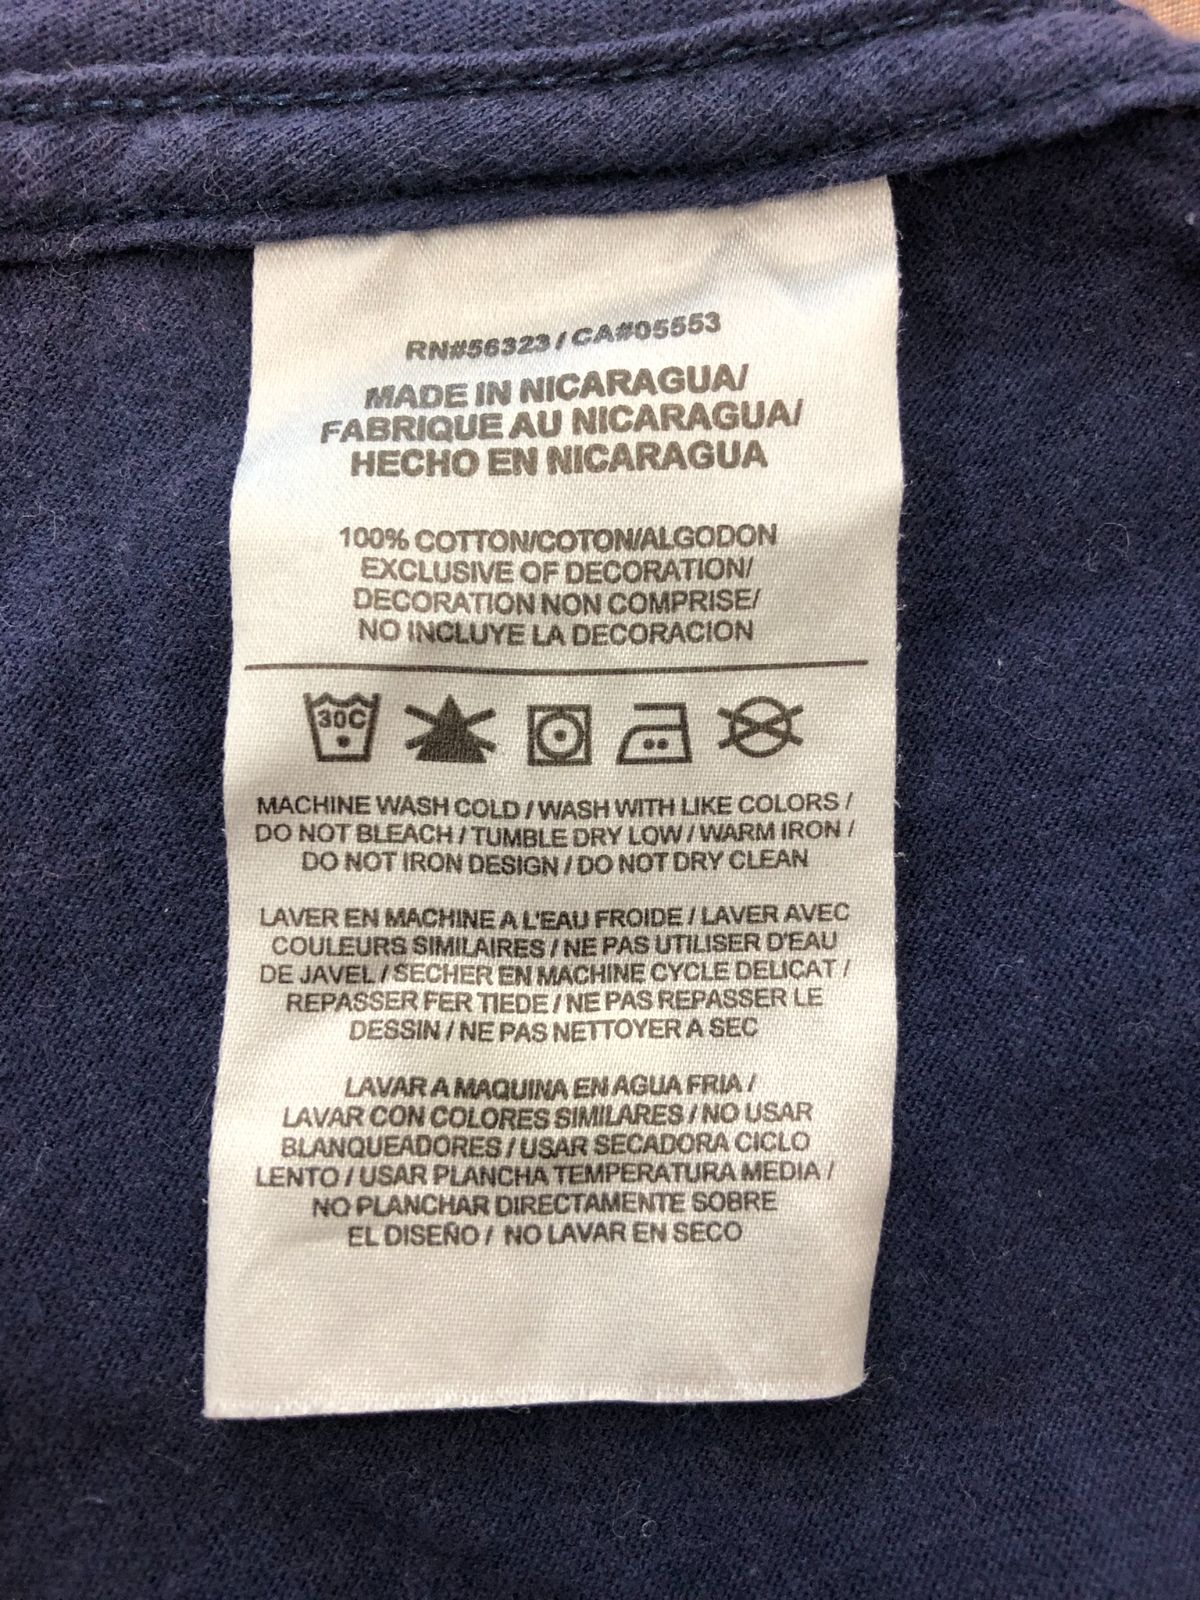 RN#56323 / CA#05553
MADE IN NICARAGUA/
FABRIQUE AU NICARAGUA/
HECHO EN NICARAGUA
100% COTTON/COTON/ALGODON
EXCLUSIVE OF DECORATION/
DECORATION NON COMPRISE/
NO INCLUYE LA DECORACION
30C
MACHINE WASH COLD / WASH WITH LIKE COLORS /
DO NOT BLEACH / TUMBLE DRY LOW / WARM IRON /
DO NOT IRON DESIGN / DO NOT DRY CLEAN
LAVER EN MACHINE A L'EAU FROIDE / LAVER AVEC
COULEURS SIMILAIRES / NE PAS UTILISER D'EAU
DE JAVEL / SECHER EN MACHINE CYCLE DELICAT /
REPASSER FER TIEDE / NE PAS REPASSER LE
DESSIN / NE PAS NETTOYER A SEC
LAVAR A MAQUINA EN AGUA FRIA /
LAVAR CON COLORES SIMILARES / NO USAR
BLANQUEADORES / USAR SECADORA CICLO
LENTO / USAR PLANCHA TEMPERATURA MEDIA /
NO PLANCHAR DIRECTAMENTE SOBRE
EL DISEÑO / NO LAVAR EN SECO